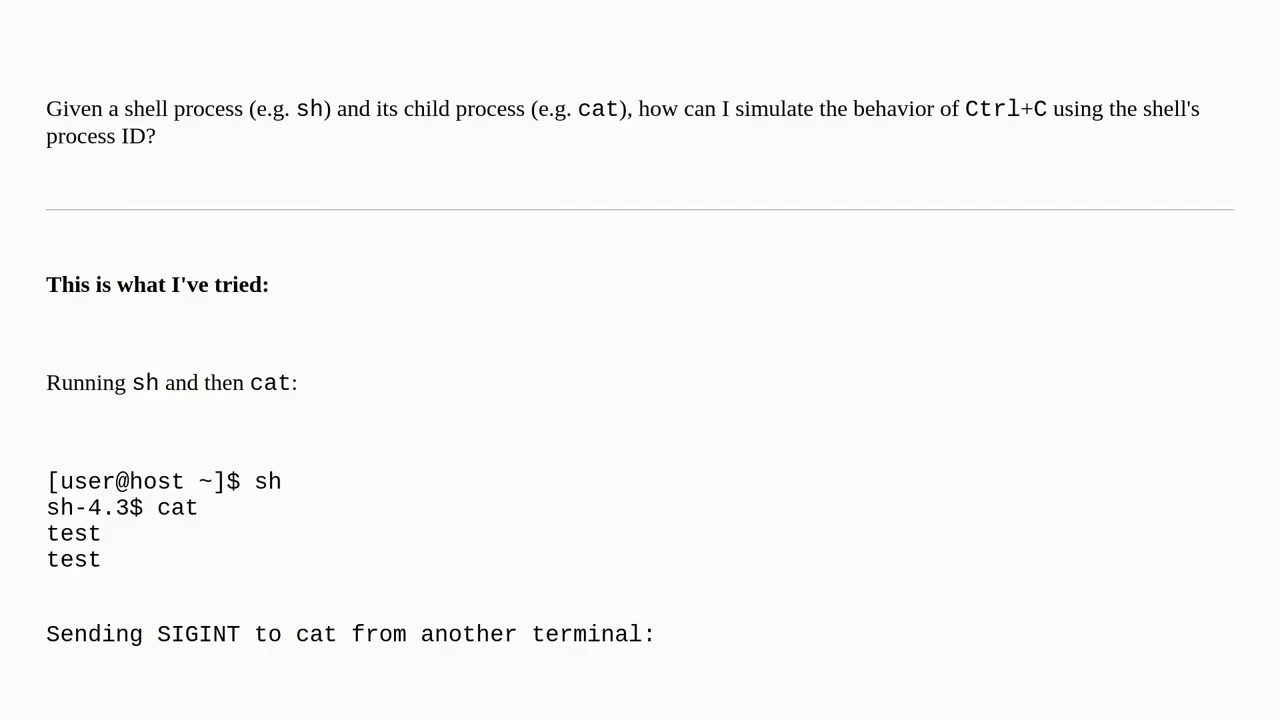 Given a shell process (e.g. sh) and its child process (e.g. cat), how can I simulate the behavior of Ctrl+C using the shell's
process ID?
This is what I've tried:
Running sh and then cat:
[user@host ~]$ sh
sh-4.3$ cat
test
test
Sending SIGINT to cat from another terminal: